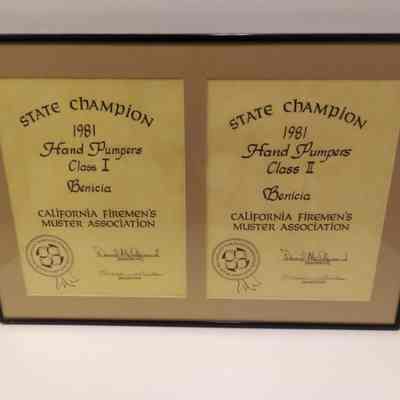 STATE CHAMPION
1981
Hand Pumpers
Class I
Benicia
CALIFORNIA FIREMEN'S
MUSTER ASSOCIATION
STATE CHAMPION
1981
Hand Pumpers
Class II
Benicia
CALIFORNIA FIREMEN'S
MUSTER ASSOCIATION